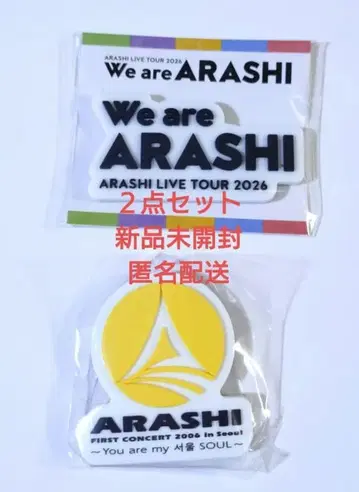 ARASHI LIVE TOUR 2026
We are ARASHI
We are
ARASHI
ARASHI LIVE TOUR 2026
2点セット
新品未開封
匿名配送
ARASHI
FIRST CONCERT 2006 in Seoul
～You are my 서울 SOUL～